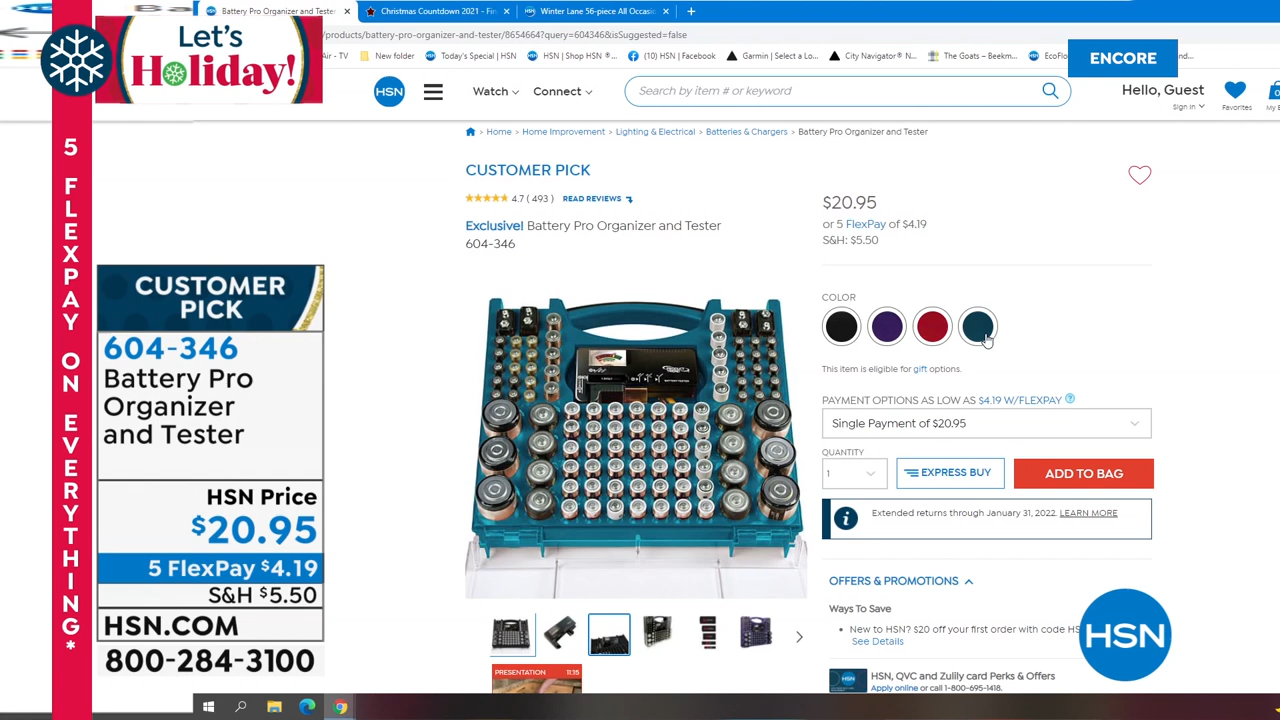 Battery Pro Organizer and Tester
Christmas Countdown 2021 - Fin
Winter Lane 56-piece All Occasio
/products/battery-pro-organizer-and-tester/8654664?query=604346&isSuggested=false
Air - TV
New folder
Today's Special | HSN
HSN | Shop HSN ®...
(10) HSN | Facebook
Garmin | Select a Lo...
City Navigator® N...
The Goats – Beekm...
EcoFlo
Let's
Holiday!
ENCORE
HSN
Watch
Connect
Search by item # or keyword
Hello, Guest
Sign in
Favorites
My B
0
Home > Home Improvement > Lighting & Electrical > Batteries & Chargers > Battery Pro Organizer and Tester
5 FLEXPAY ON EVERYTHING*
CUSTOMER PICK
4.7 ( 493 ) READ REVIEWS
Exclusive! Battery Pro Organizer and Tester
604-346
$20.95
or 5 FlexPay of $4.19
S&H: $5.50
COLOR
This item is eligible for gift options.
PAYMENT OPTIONS AS LOW AS $4.19 W/FLEXPAY ?
Single Payment of $20.95
QUANTITY
1
EXPRESS BUY
ADD TO BAG
Extended returns through January 31, 2022. LEARN MORE
OFFERS & PROMOTIONS
Ways To Save
New to HSN? $20 off your first order with code HS
See Details
HSN
HSN, QVC and Zulily card Perks & Offers
Apply online or call 1-800-695-1418.
CUSTOMER
PICK
604-346
Battery Pro
Organizer
and Tester
HSN Price
$20.95
5 FlexPay $4.19
S&H $5.50
HSN.COM
800-284-3100
PRESENTATION 11:15